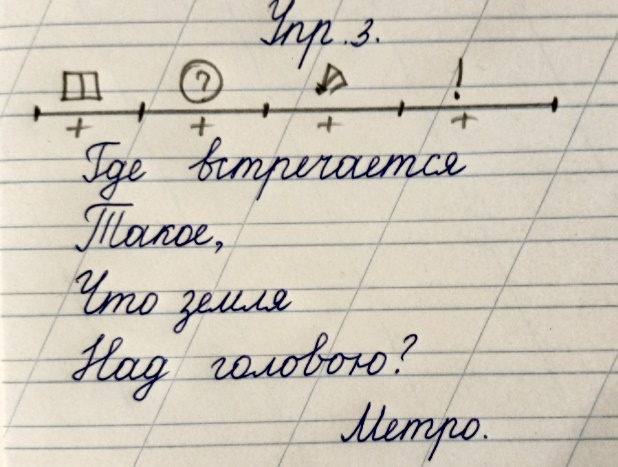 Упр. 3.
?
!
+ + + +
Где встречается
Такое,
Что земля
Над головою?
Метро.